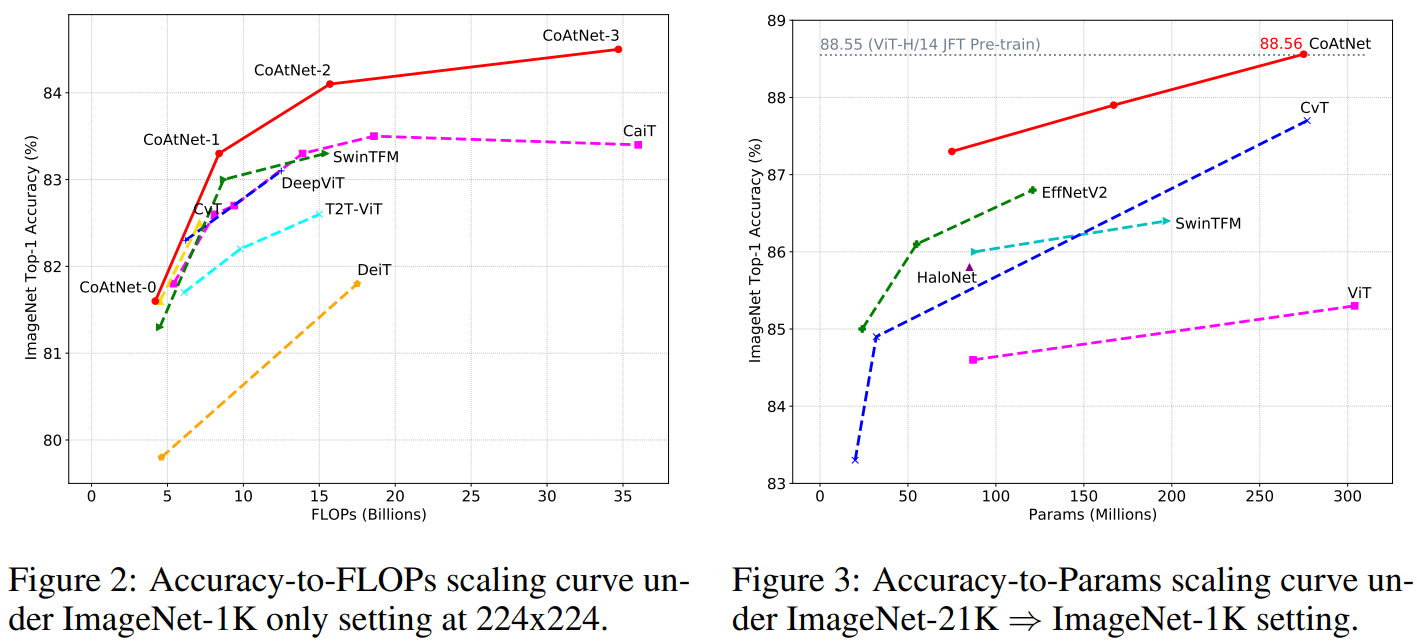 CoAtNet-3
CoAtNet-2
CoAtNet-1
CoAtNet-0
CaiT
SwinTFM
DeepViT
CvT
T2T-ViT
DeiT
84
83
82
81
80
ImageNet Top-1 Accuracy (%)
0 5 10 15 20 25 30 35
FLOPs (Billions)
Figure 2: Accuracy-to-FLOPs scaling curve un-
der ImageNet-1K only setting at 224x224.
88.55 (ViT-H/14 JFT Pre-train)
88.56 CoAtNet
CvT
EffNetV2
SwinTFM
HaloNet
ViT
89
88
87
86
85
84
83
ImageNet Top-1 Accuracy (%)
0 50 100 150 200 250 300
Params (Millions)
Figure 3: Accuracy-to-Params scaling curve un-
der ImageNet-21K ⇒ ImageNet-1K setting.